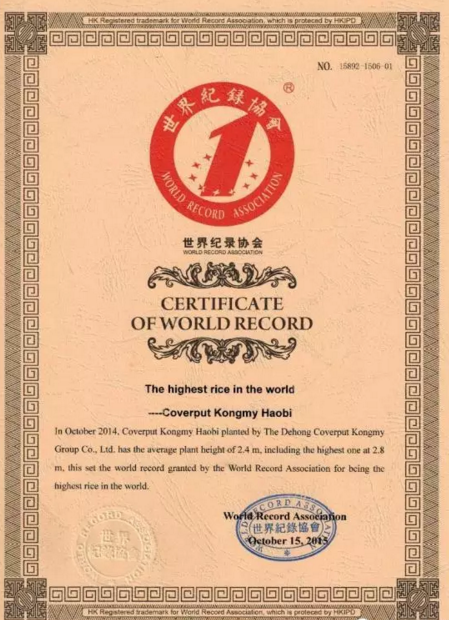 HK Registered trademark for World Record Association, which is proteced by HKIPD
NO. 15892-1506-01
®
世界紀錄協會
1
WORLD RECORD ASSOCIATION
世界纪录协会
WORLD RECORD ASSOCIATION
CERTIFICATE
OF WORLD RECORD
The highest rice in the world
----Coverput Kongmy Haobi
In October 2014, Coverput Kongmy Haobi planted by The Dehong Coverput Kongmy
Group Co., Ltd. has the average plant height of 2.4 m, including the highest one at 2.8
m, this set the world record granted by the World Record Association for being the
highest rice in the world.
World Record Association
世界紀錄協會
October 15, 2015
HK Registered trademark for World Record Association, which is proteced by HKIPD